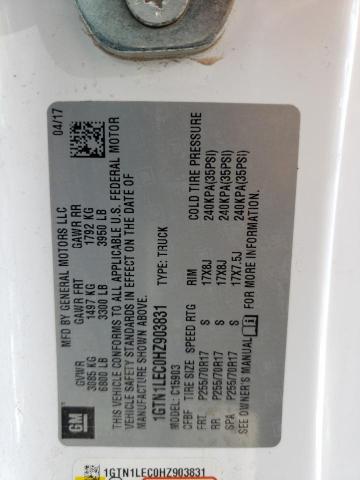 GM
MFD BY GENERAL MOTORS LLC
04/17
GVWR GAWR FRT GAWR RR
3085 KG 1497 KG 1792 KG
6800 LB 3300 LB 3950 LB
THIS VEHICLE CONFORMS TO ALL APPLICABLE U.S. FEDERAL MOTOR
VEHICLE SAFETY STANDARDS IN EFFECT ON THE DATE OF
MANUFACTURE SHOWN ABOVE.
1GTN1LEC0HZ903831 TYPE: TRUCK
MODEL: C15903
CFBF TIRE SIZE SPEED RTG RIM COLD TIRE PRESSURE
FRT P255/70R17 S 17X8J 240KPA(35PSI)
RR P255/70R17 S 17X8J 240KPA(35PSI)
SPA P255/70R17 S 17X7.5J 240KPA(35PSI)
SEE OWNER'S MANUAL FOR MORE INFORMATION.
1GTN1LEC0HZ903831